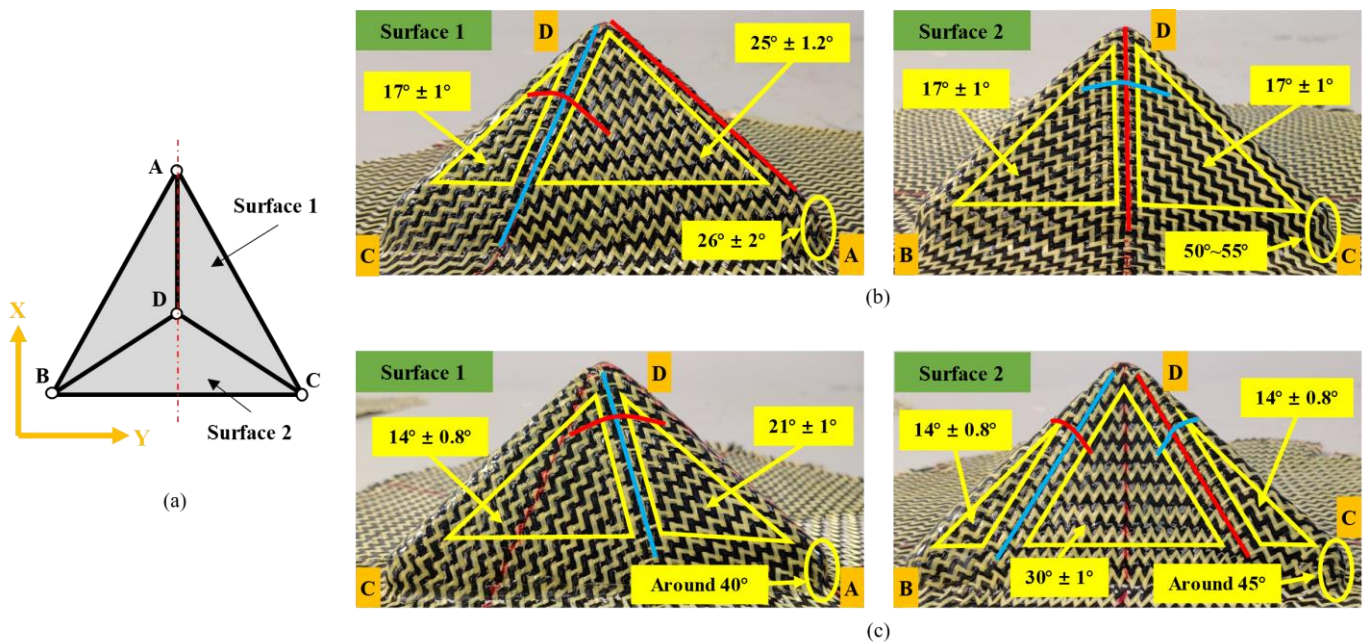 A
Surface 1
X
D
B
C
Surface 2
Y
(a)
Surface 1
D
25° ± 1.2°
17° ± 1°
26° ± 2°
C
A
Surface 2
D
17° ± 1°
17° ± 1°
50°~55°
B
C
(b)
Surface 1
D
14° ± 0.8°
21° ± 1°
C
Around 40°
A
Surface 2
D
14° ± 0.8°
14° ± 0.8°
C
B
30° ± 1°
Around 45°
(c)